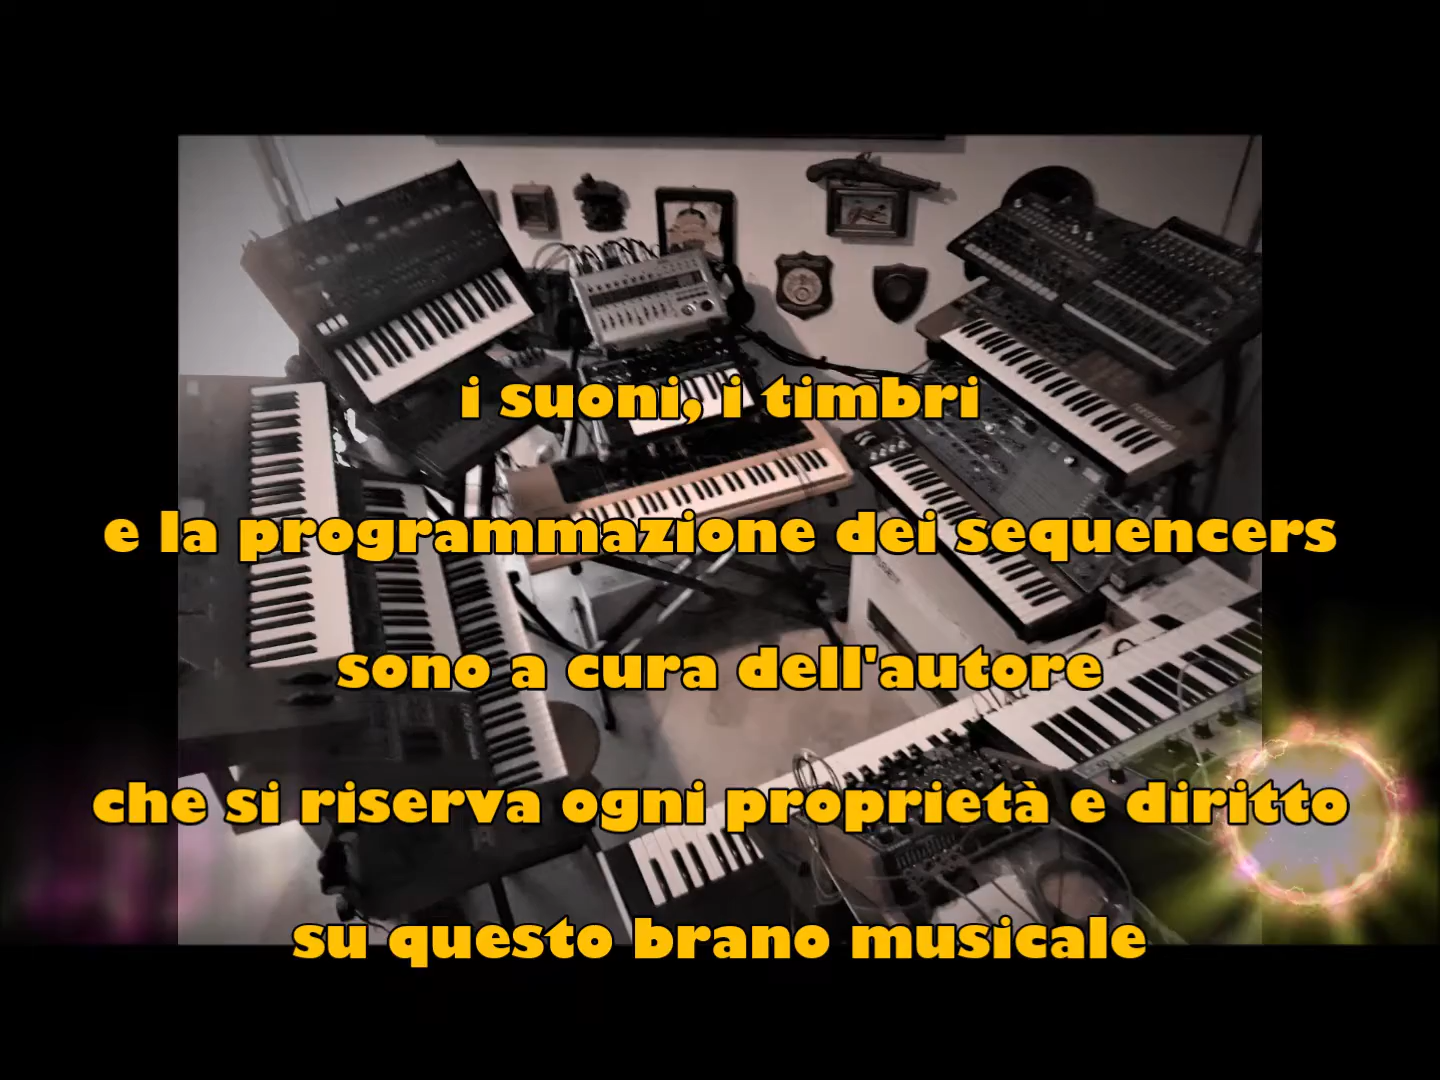 i suoni, i timbri
e la programmazione dei sequencers
sono a cura dell'autore
che si riserva ogni proprietà e diritto
su questo brano musicale